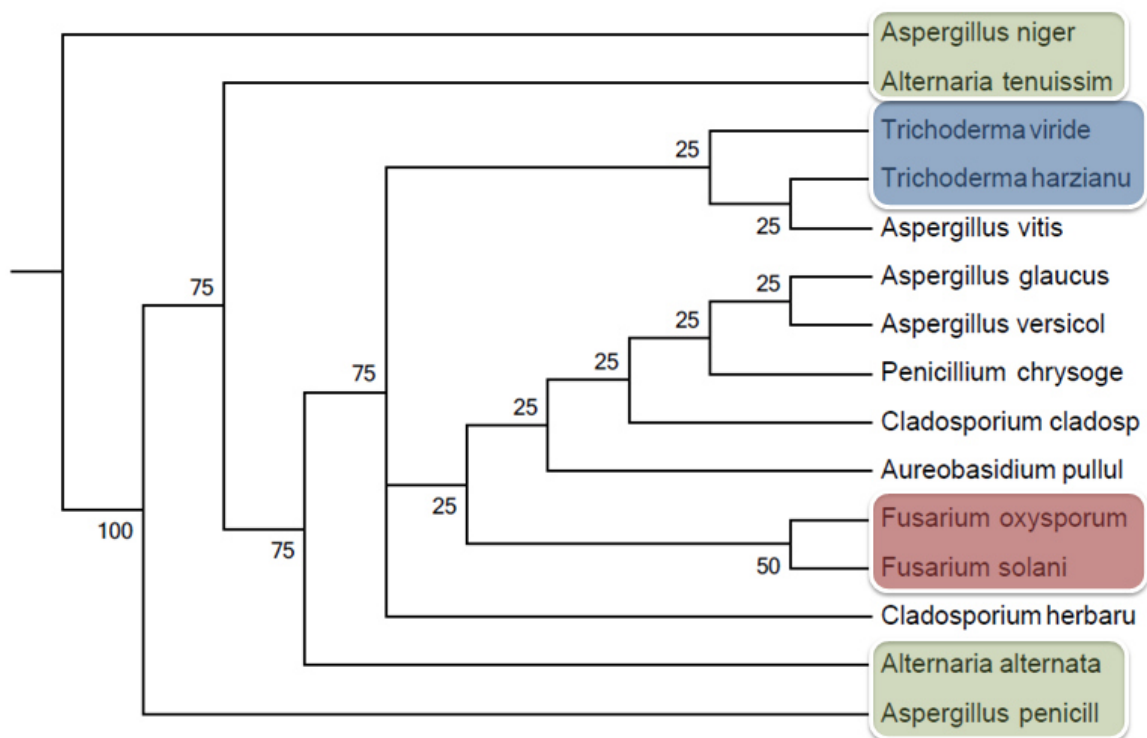 Aspergillus niger
Alternaria tenuissim
Trichoderma viride
25
Trichoderma harzianu
25
Aspergillus vitis
Aspergillus glaucus
25
75
Aspergillus versicol
25
Penicillium chrysoge
25
75
Cladosporium cladosp
25
Aureobasidium pullul
25
Fusarium oxysporum
100
75
Fusarium solani
50
Cladosporium herbaru
Alternaria alternata
Aspergillus penicill